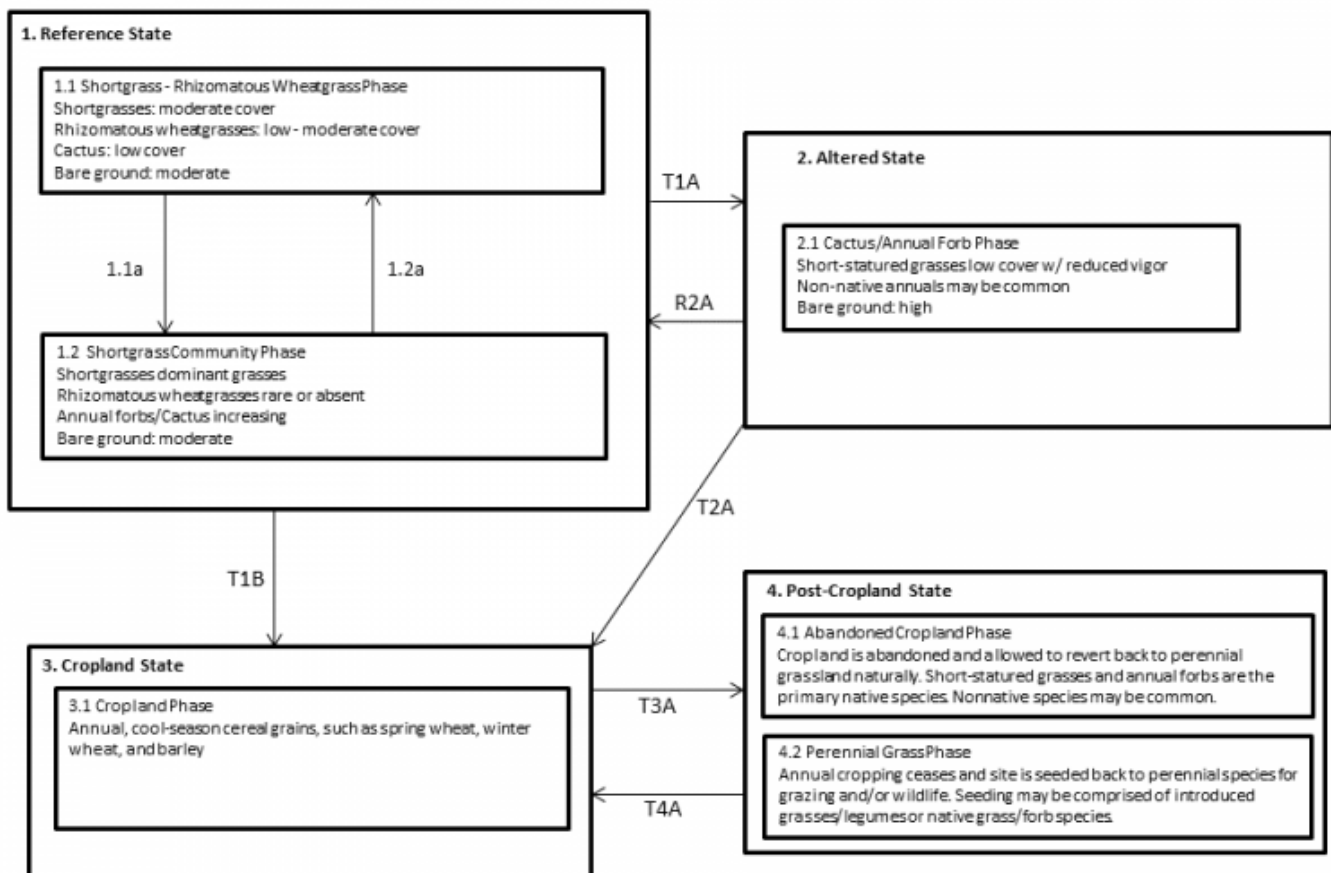 1. Reference State
1.1 Shortgrass - Rhizomatous Wheatgrass Phase
Shortgrasses: moderate cover
Rhizomatous wheatgrasses: low - moderate cover
Cactus: low cover
Bare ground: moderate
1.1a
1.2a
1.2 Shortgrass Community Phase
Shortgrasses dominant grasses
Rhizomatous wheatgrasses rare or absent
Annual forbs/Cactus increasing
Bare ground: moderate
T1A
R2A
2. Altered State
2.1 Cactus/Annual Forb Phase
Short-statured grasses low cover w/ reduced vigor
Non-native annuals may be common
Bare ground: high
T1B
T2A
3. Cropland State
3.1 Cropland Phase
Annual, cool-season cereal grains, such as spring wheat, winter
wheat, and barley
T3A
T4A
4. Post-Cropland State
4.1 Abandoned Cropland Phase
Cropland is abandoned and allowed to revert back to perennial
grassland naturally. Short-statured grasses and annual forbs are the
primary native species. Nonnative species may be common.
4.2 Perennial Grass Phase
Annual cropping ceases and site is seeded back to perennial species for
grazing and/or wildlife. Seeding may be comprised of introduced
grasses/legumes or native grass/forb species.